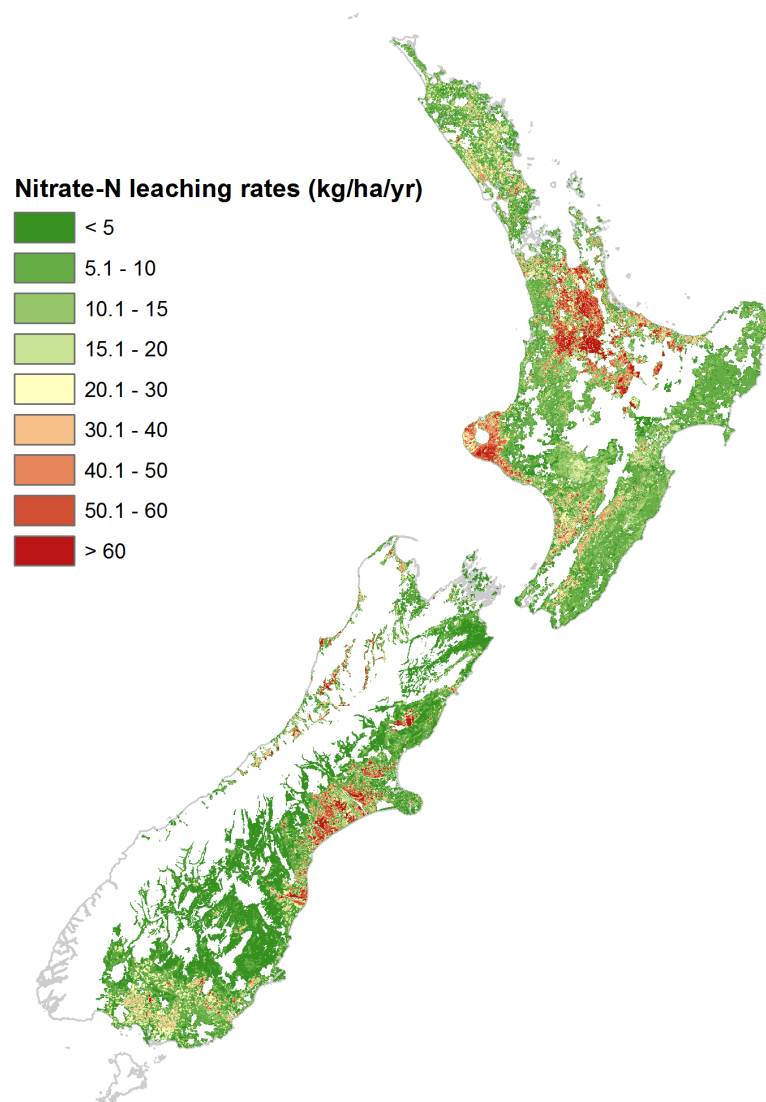 Nitrate-N leaching rates (kg/ha/yr)
< 5
5.1 - 10
10.1 - 15
15.1 - 20
20.1 - 30
30.1 - 40
40.1 - 50
50.1 - 60
> 60